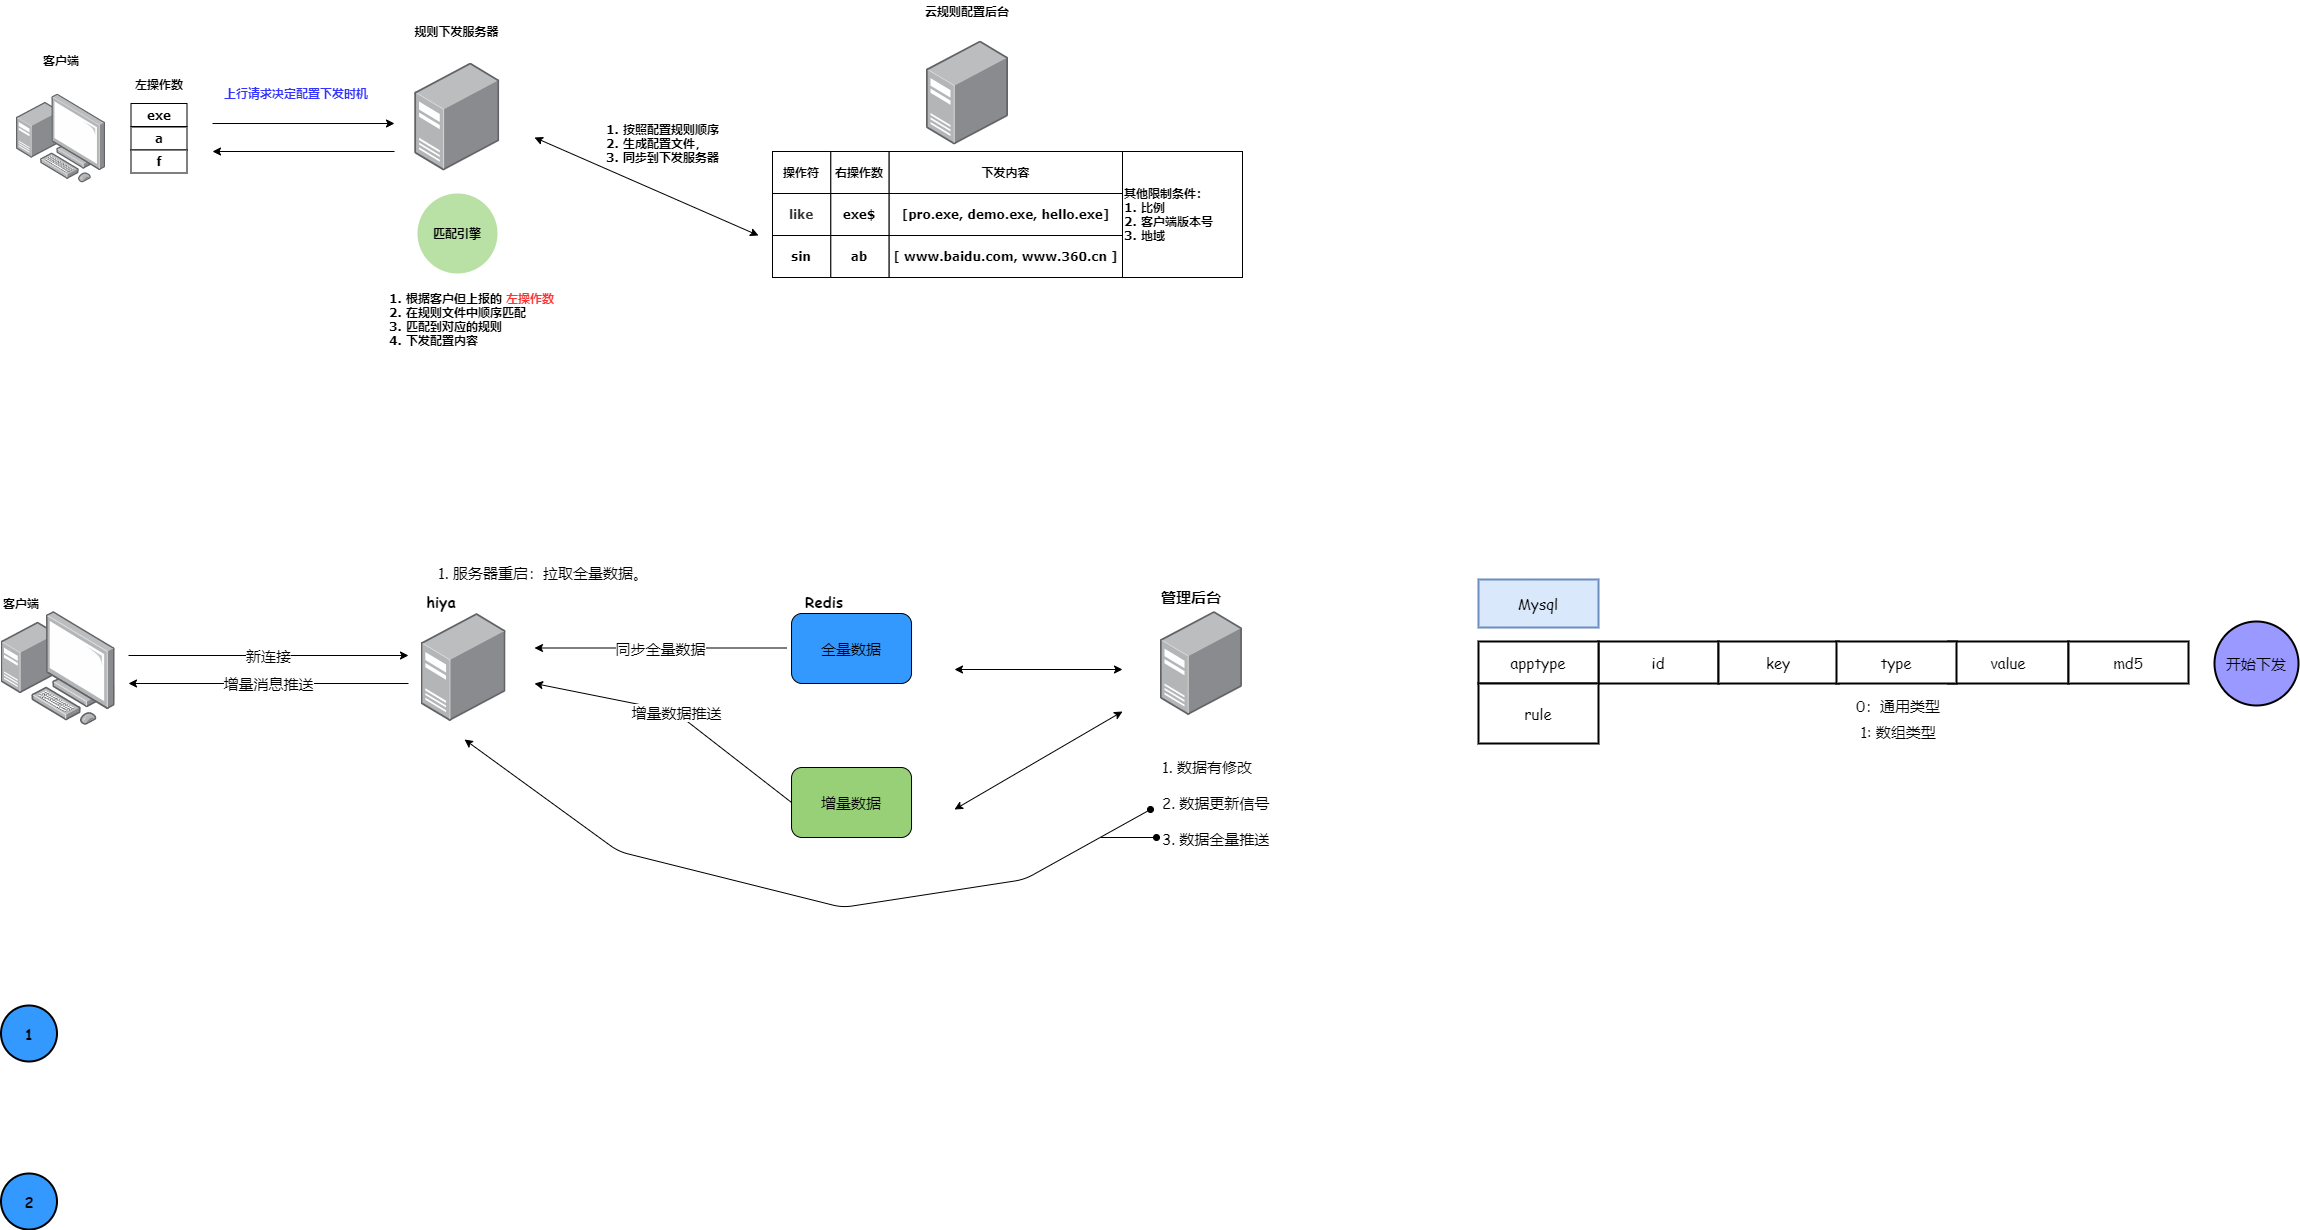 云规则配置后台
规则下发服务器
客户端
左操作数
exe
a
f
上行请求决定配置下发时机
1. 按照配置规则顺序
2. 生成配置文件,
3. 同步到下发服务器
操作符 右操作数 下发内容
like exe$ [pro.exe, demo.exe, hello.exe]
sin ab [ www.baidu.com, www.360.cn ]
其他限制条件:
1. 比例
2. 客户端版本号
3. 地域
匹配引擎
1. 根据客户但上报的 左操作数
2. 在规则文件中顺序匹配
3. 匹配到对应的规则
4. 下发配置内容
1. 服务器重启：拉取全量数据。
客户端
hiya
Redis
管理后台
新连接
增量消息推送
同步全量数据
增量数据推送
全量数据
增量数据
1. 数据有修改
2. 数据更新信号
3. 数据全量推送
Mysql
apptype id key type value md5
rule
0：通用类型
1: 数组类型
开始下发
1
2